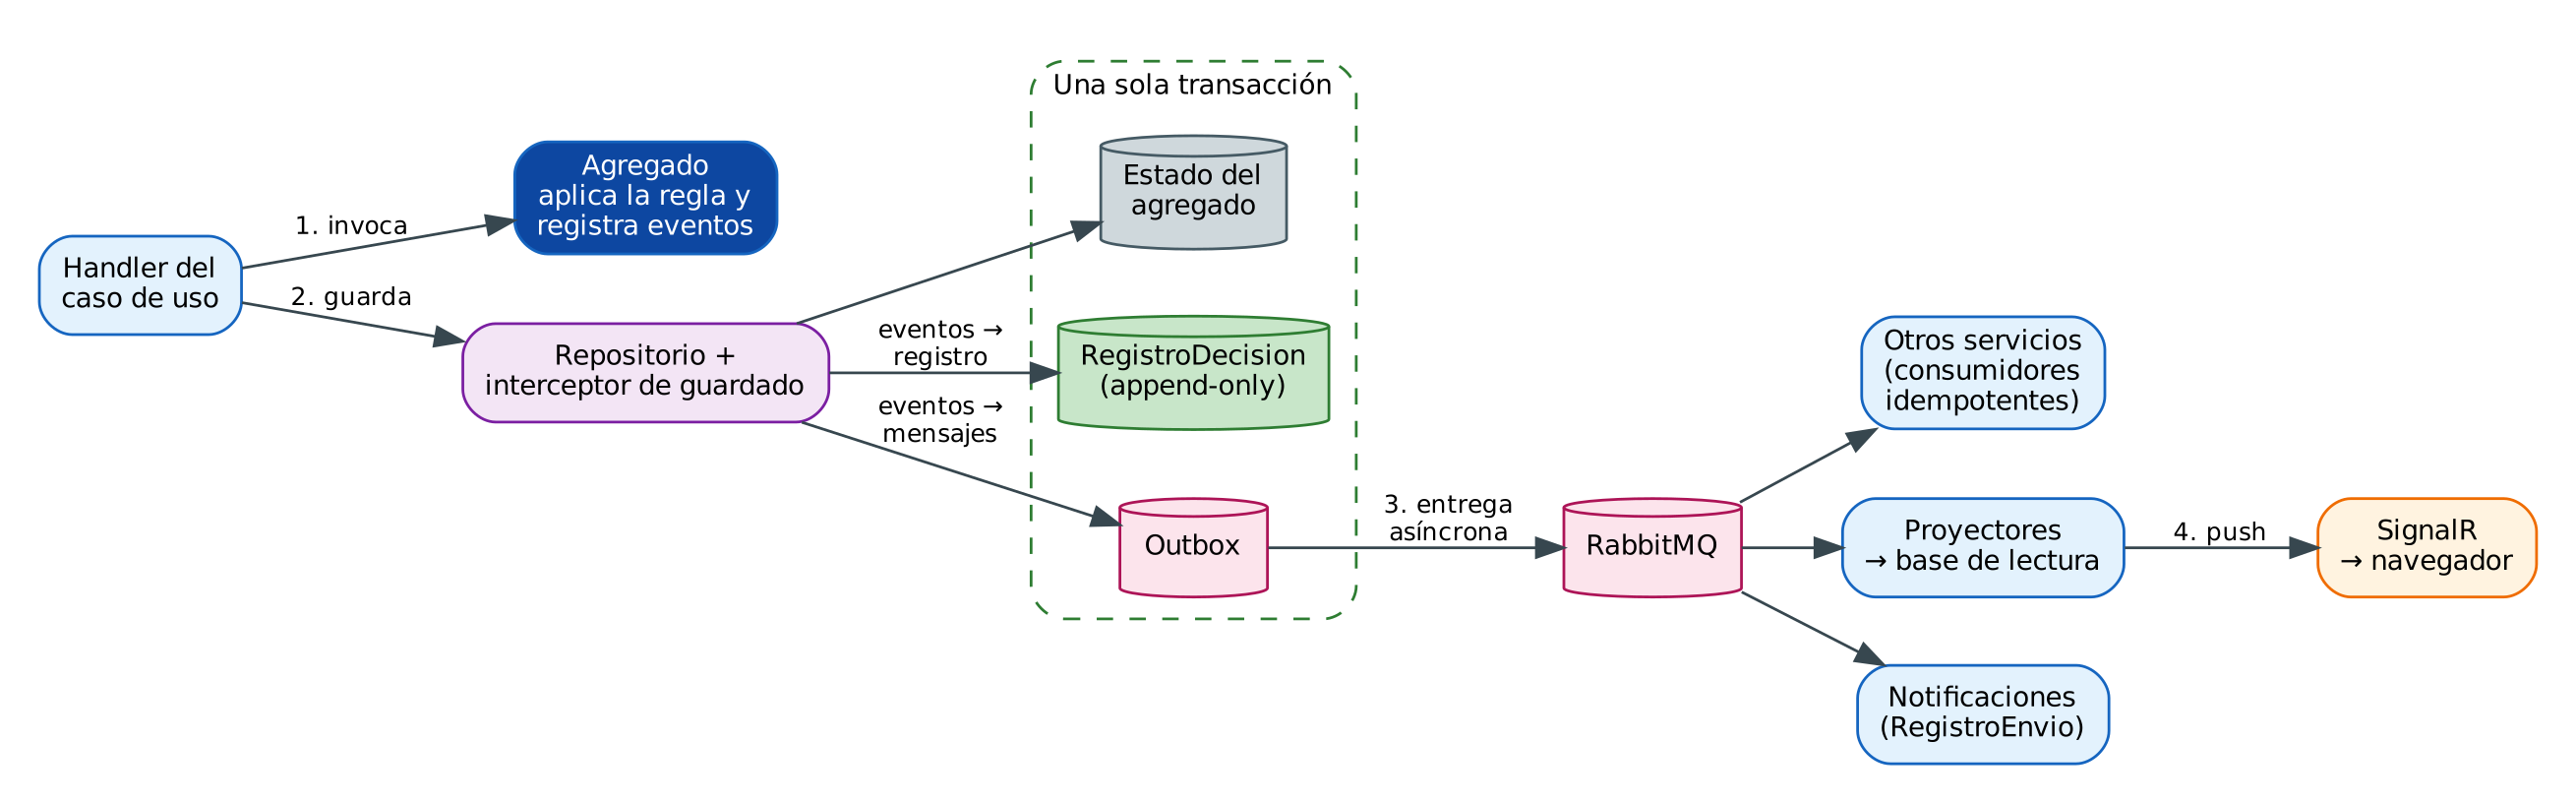 Una sola transacción
Agregado
aplica la regla y
registra eventos
Estado del
agregado
1. invoca
Handler del
caso de uso
2. guarda
Repositorio +
interceptor de guardado
eventos →
registro
RegistroDecision
(append-only)
eventos →
mensajes
Outbox
3. entrega
asíncrona
RabbitMQ
Otros servicios
(consumidores
idempotentes)
Proyectores
→ base de lectura
4. push
SignalR
→ navegador
Notificaciones
(RegistroEnvio)